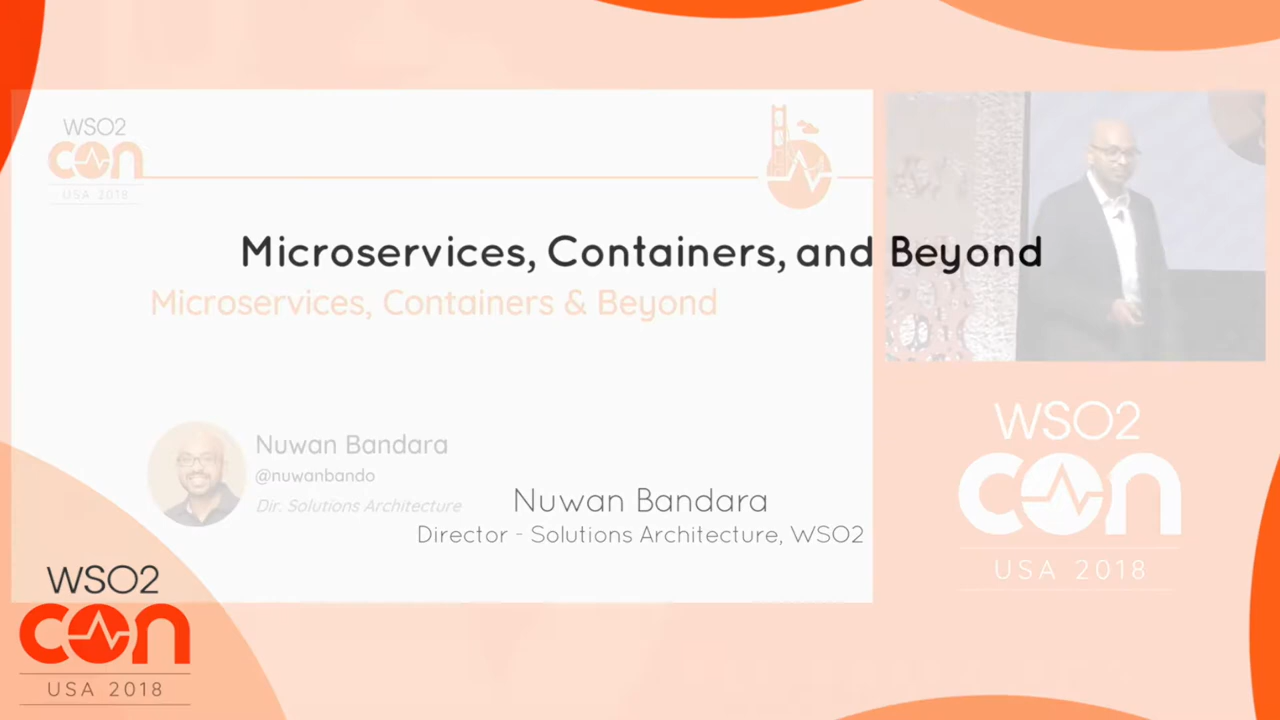 WSO2
con
USA 2018
Microservices, Containers, and Beyond
Microservices, Containers & Beyond
Nuwan Bandara
@nuwanbando
Dir. Solutions Architecture
Nuwan Bandara
Director - Solutions Architecture, WSO2
WSO2
con
USA 2018
WSO2
con
USA 2018